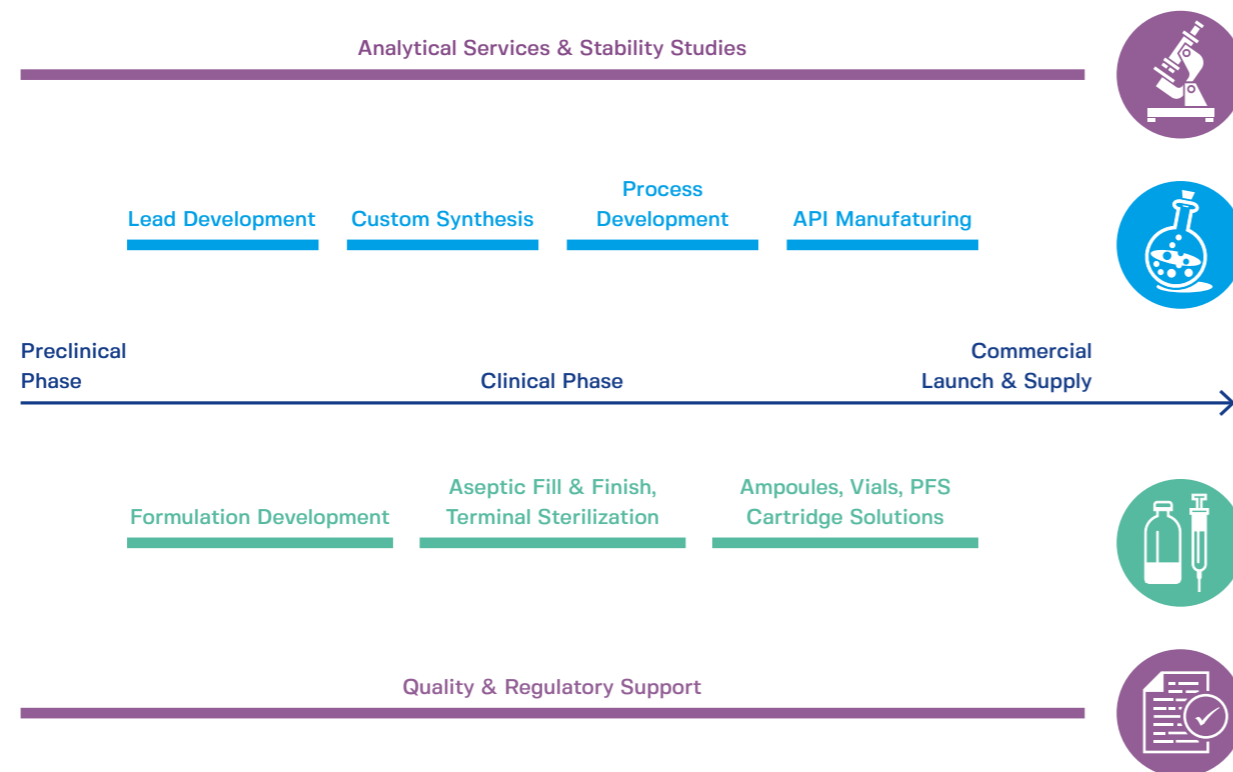 Analytical Services & Stability Studies
Lead Development
Custom Synthesis
Process
Development
API Manufaturing
Preclinical
Phase
Clinical Phase
Commercial
Launch & Supply
Formulation Development
Aseptic Fill & Finish,
Terminal Sterilization
Ampoules, Vials, PFS
Cartridge Solutions
Quality & Regulatory Support